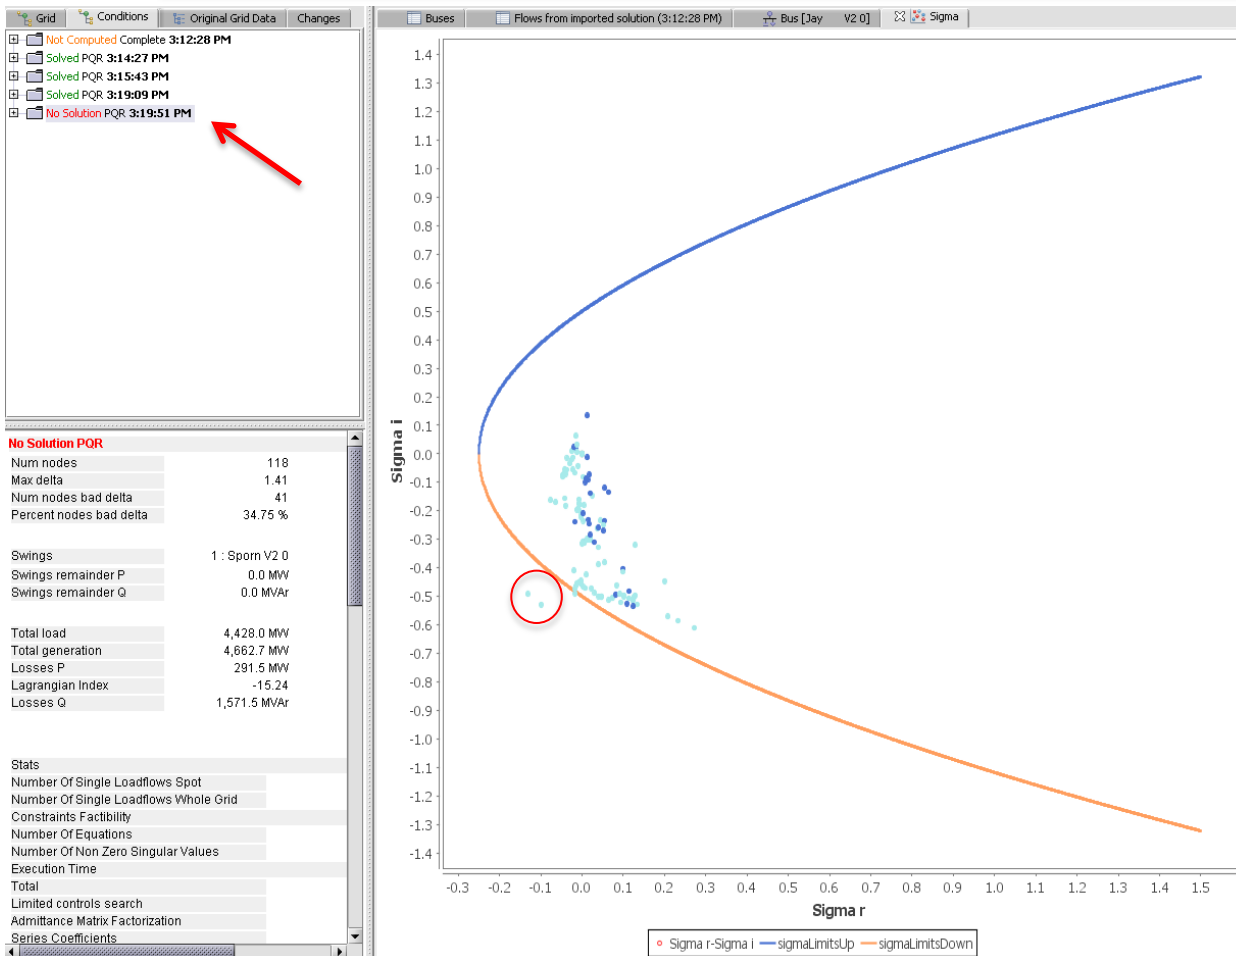 Grid Conditions Original Grid Data Changes
Not Computed Complete 3:12:28 PM
Solved PQR 3:14:27 PM
Solved PQR 3:15:43 PM
Solved PQR 3:19:09 PM
No Solution PQR 3:19:51 PM
No Solution PQR
Num nodes 118
Max delta 1.41
Num nodes bad delta 41
Percent nodes bad delta 34.75 %
Swings 1 : Sporn V2 0
Swings remainder P 0.0 MW
Swings remainder Q 0.0 MVAr
Total load 4,428.0 MW
Total generation 4,662.7 MW
Losses P 291.5 MW
Lagrangian Index -15.24
Losses Q 1,571.5 MVAr
Stats
Number Of Single Loadflows Spot
Number Of Single Loadflows Whole Grid
Constraints Factibility
Number Of Equations
Number Of Non Zero Singular Values
Execution Time
Total
Limited controls search
Admittance Matrix Factorization
Series Coefficients
Buses Flows from imported solution (3:12:28 PM) Bus [Jay V2 0] Sigma
1.4
1.3
1.2
1.1
1.0
0.9
0.8
0.7
0.6
0.5
0.4
0.3
0.2
0.1
0.0
-0.1
-0.2
-0.3
-0.4
-0.5
-0.6
-0.7
-0.8
-0.9
-1.0
-1.1
-1.2
-1.3
-1.4
Sigma i
-0.3 -0.2 -0.1 0.0 0.1 0.2 0.3 0.4 0.5 0.6 0.7 0.8 0.9 1.0 1.1 1.2 1.3 1.4 1.5
Sigma r
Sigma r-Sigma i sigmaLimitsUp sigmaLimitsDown